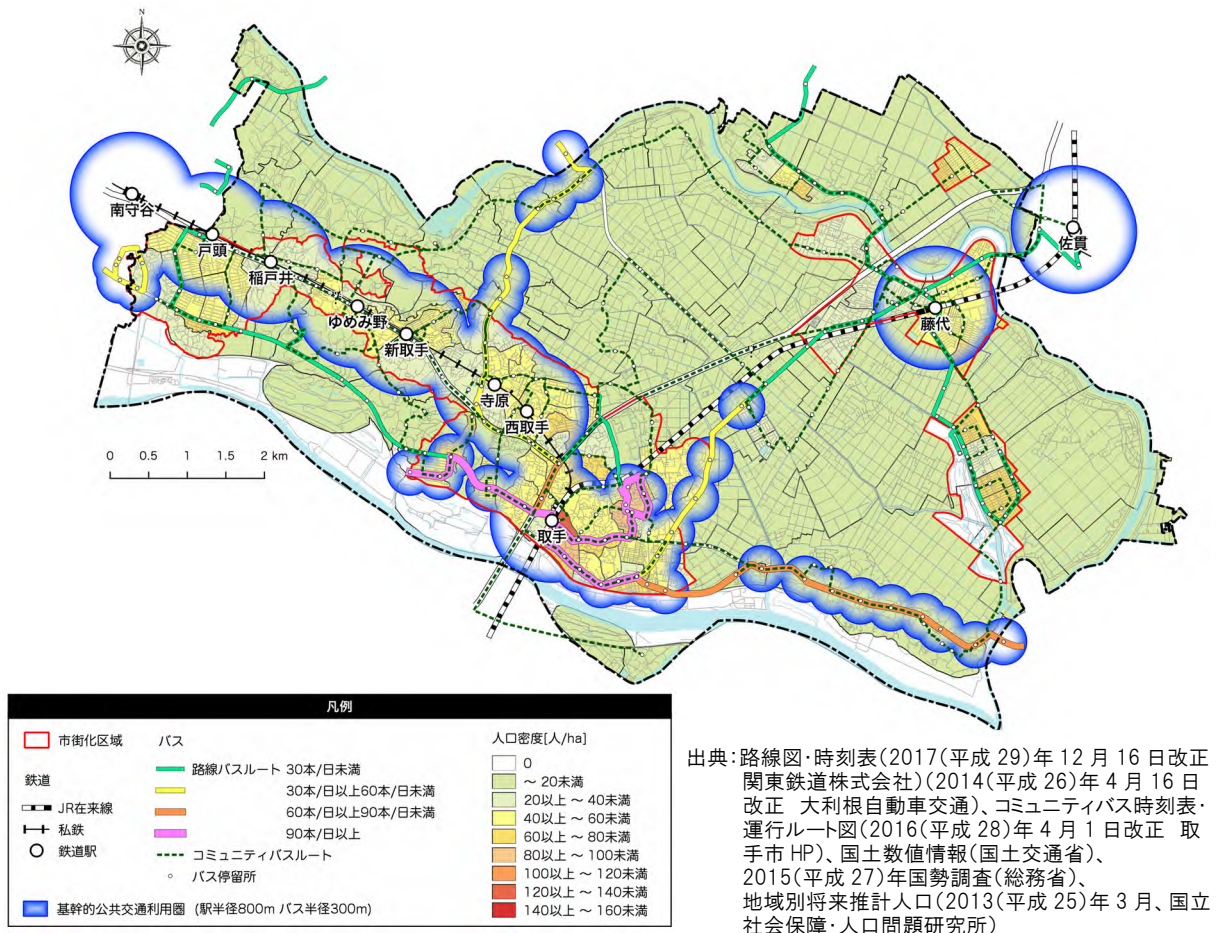 N
南守谷
戸頭
稲戸井
ゆめみ野
新取手
寺原
西取手
取手
藤代
佐貫
0 0.5 1 1.5 2 km
凡例
市街化区域
鉄道
JR在来線
私鉄
鉄道駅
バス
路線バスルート 30本/日未満
30本/日以上60本/日未満
60本/日以上90本/日未満
90本/日以上
コミュニティバスルート
バス停留所
基幹的公共交通利用圏 (駅半径800m バス半径300m)
人口密度[人/ha]
0
～ 20未満
20以上 ～ 40未満
40以上 ～ 60未満
60以上 ～ 80未満
80以上 ～ 100未満
100以上 ～ 120未満
120以上 ～ 140未満
140以上 ～ 160未満
出典:路線図・時刻表(2017(平成 29)年 12 月 16 日改正
関東鉄道株式会社)(2014(平成 26)年 4 月 16 日
改正 大利根自動車交通)、コミュニティバス時刻表・
運行ルート図(2016(平成 28)年 4 月 1 日改正 取
手市 HP)、国土数値情報(国土交通省)、
2015(平成 27)年国勢調査(総務省)、
地域別将来推計人口(2013(平成 25)年 3 月、国立
社会保障・人口問題研究所)